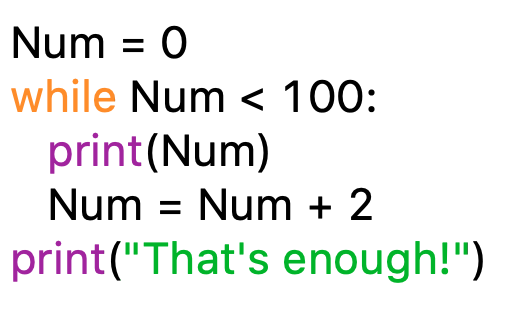 Num = 0
while Num < 100:
   print(Num)
   Num = Num + 2
print("That's enough!")